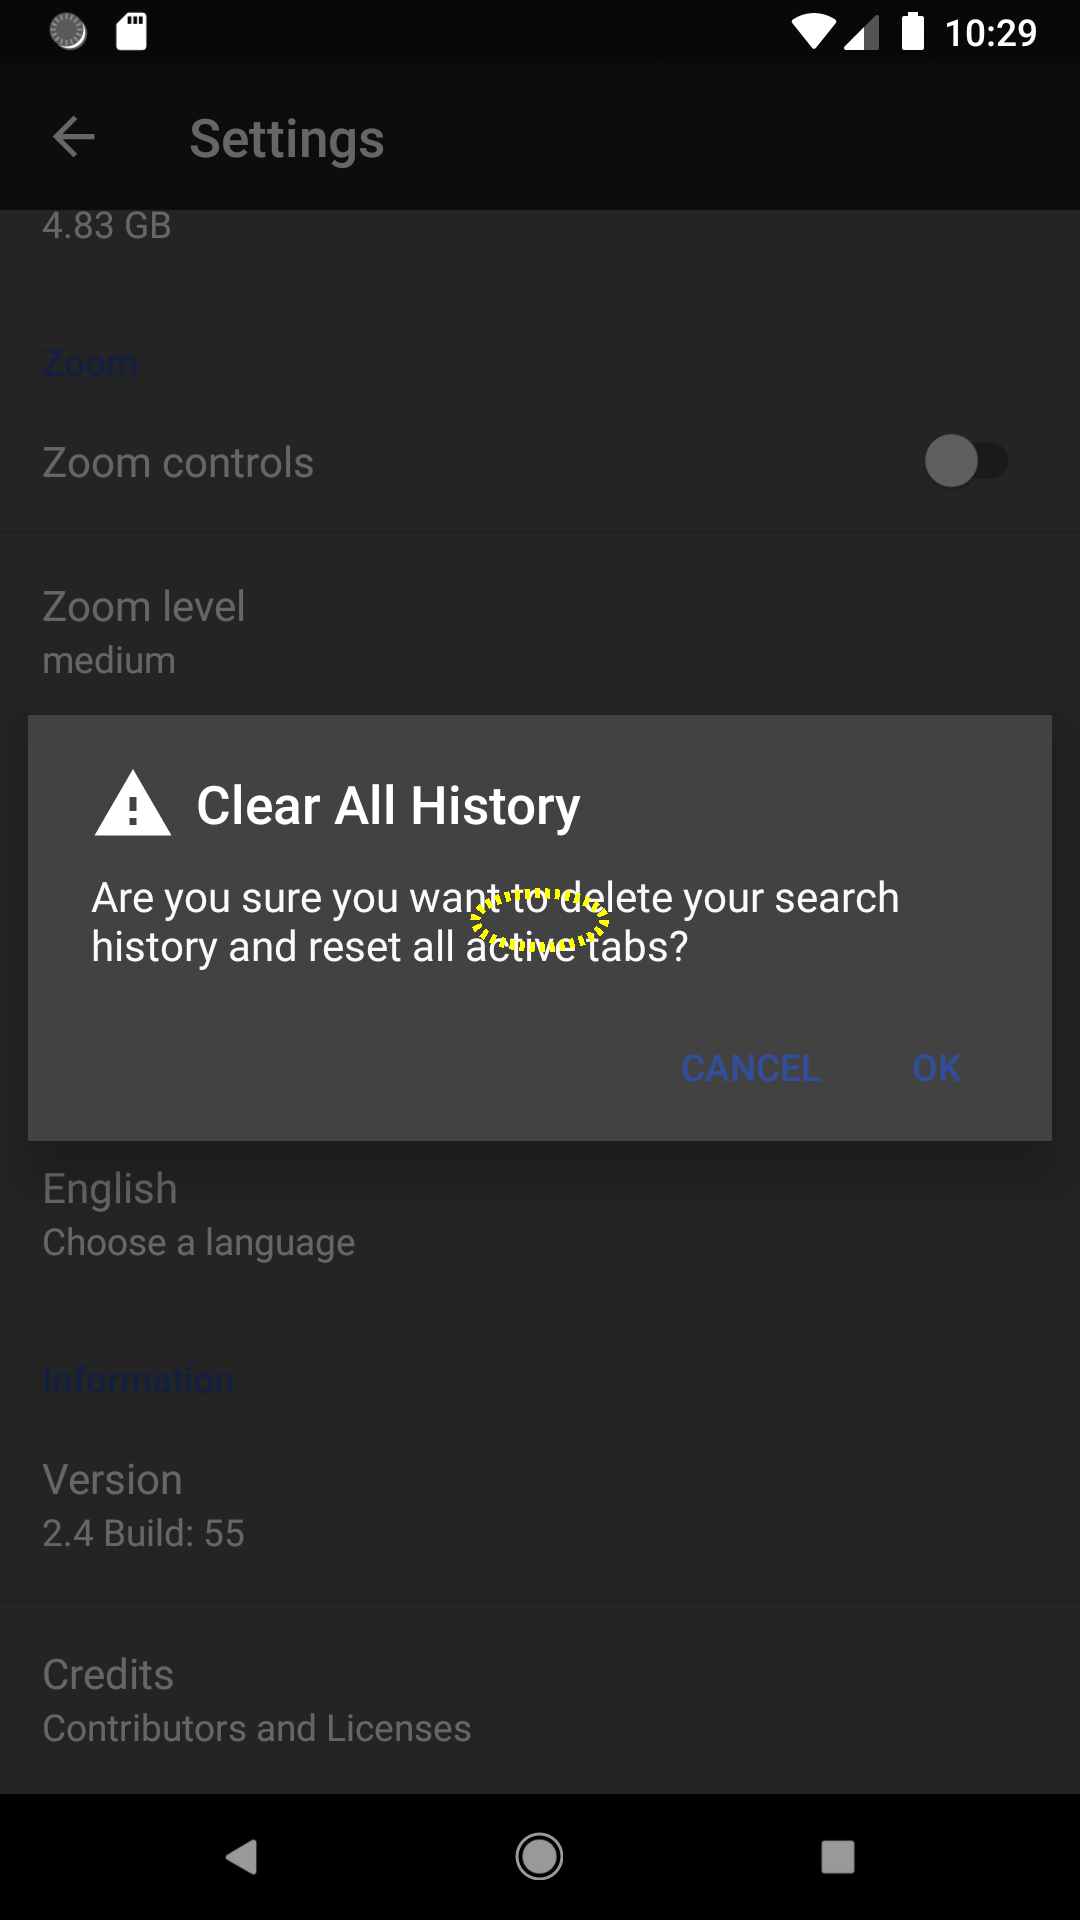 10:29
Settings
4.83 GB
Zoom
Zoom controls
Zoom level
medium
Clear All History
Are you sure you want to delete your search
history and reset all active tabs?
CANCEL OK
English
Choose a language
Information
Version
2.4 Build: 55
Credits
Contributors and Licenses